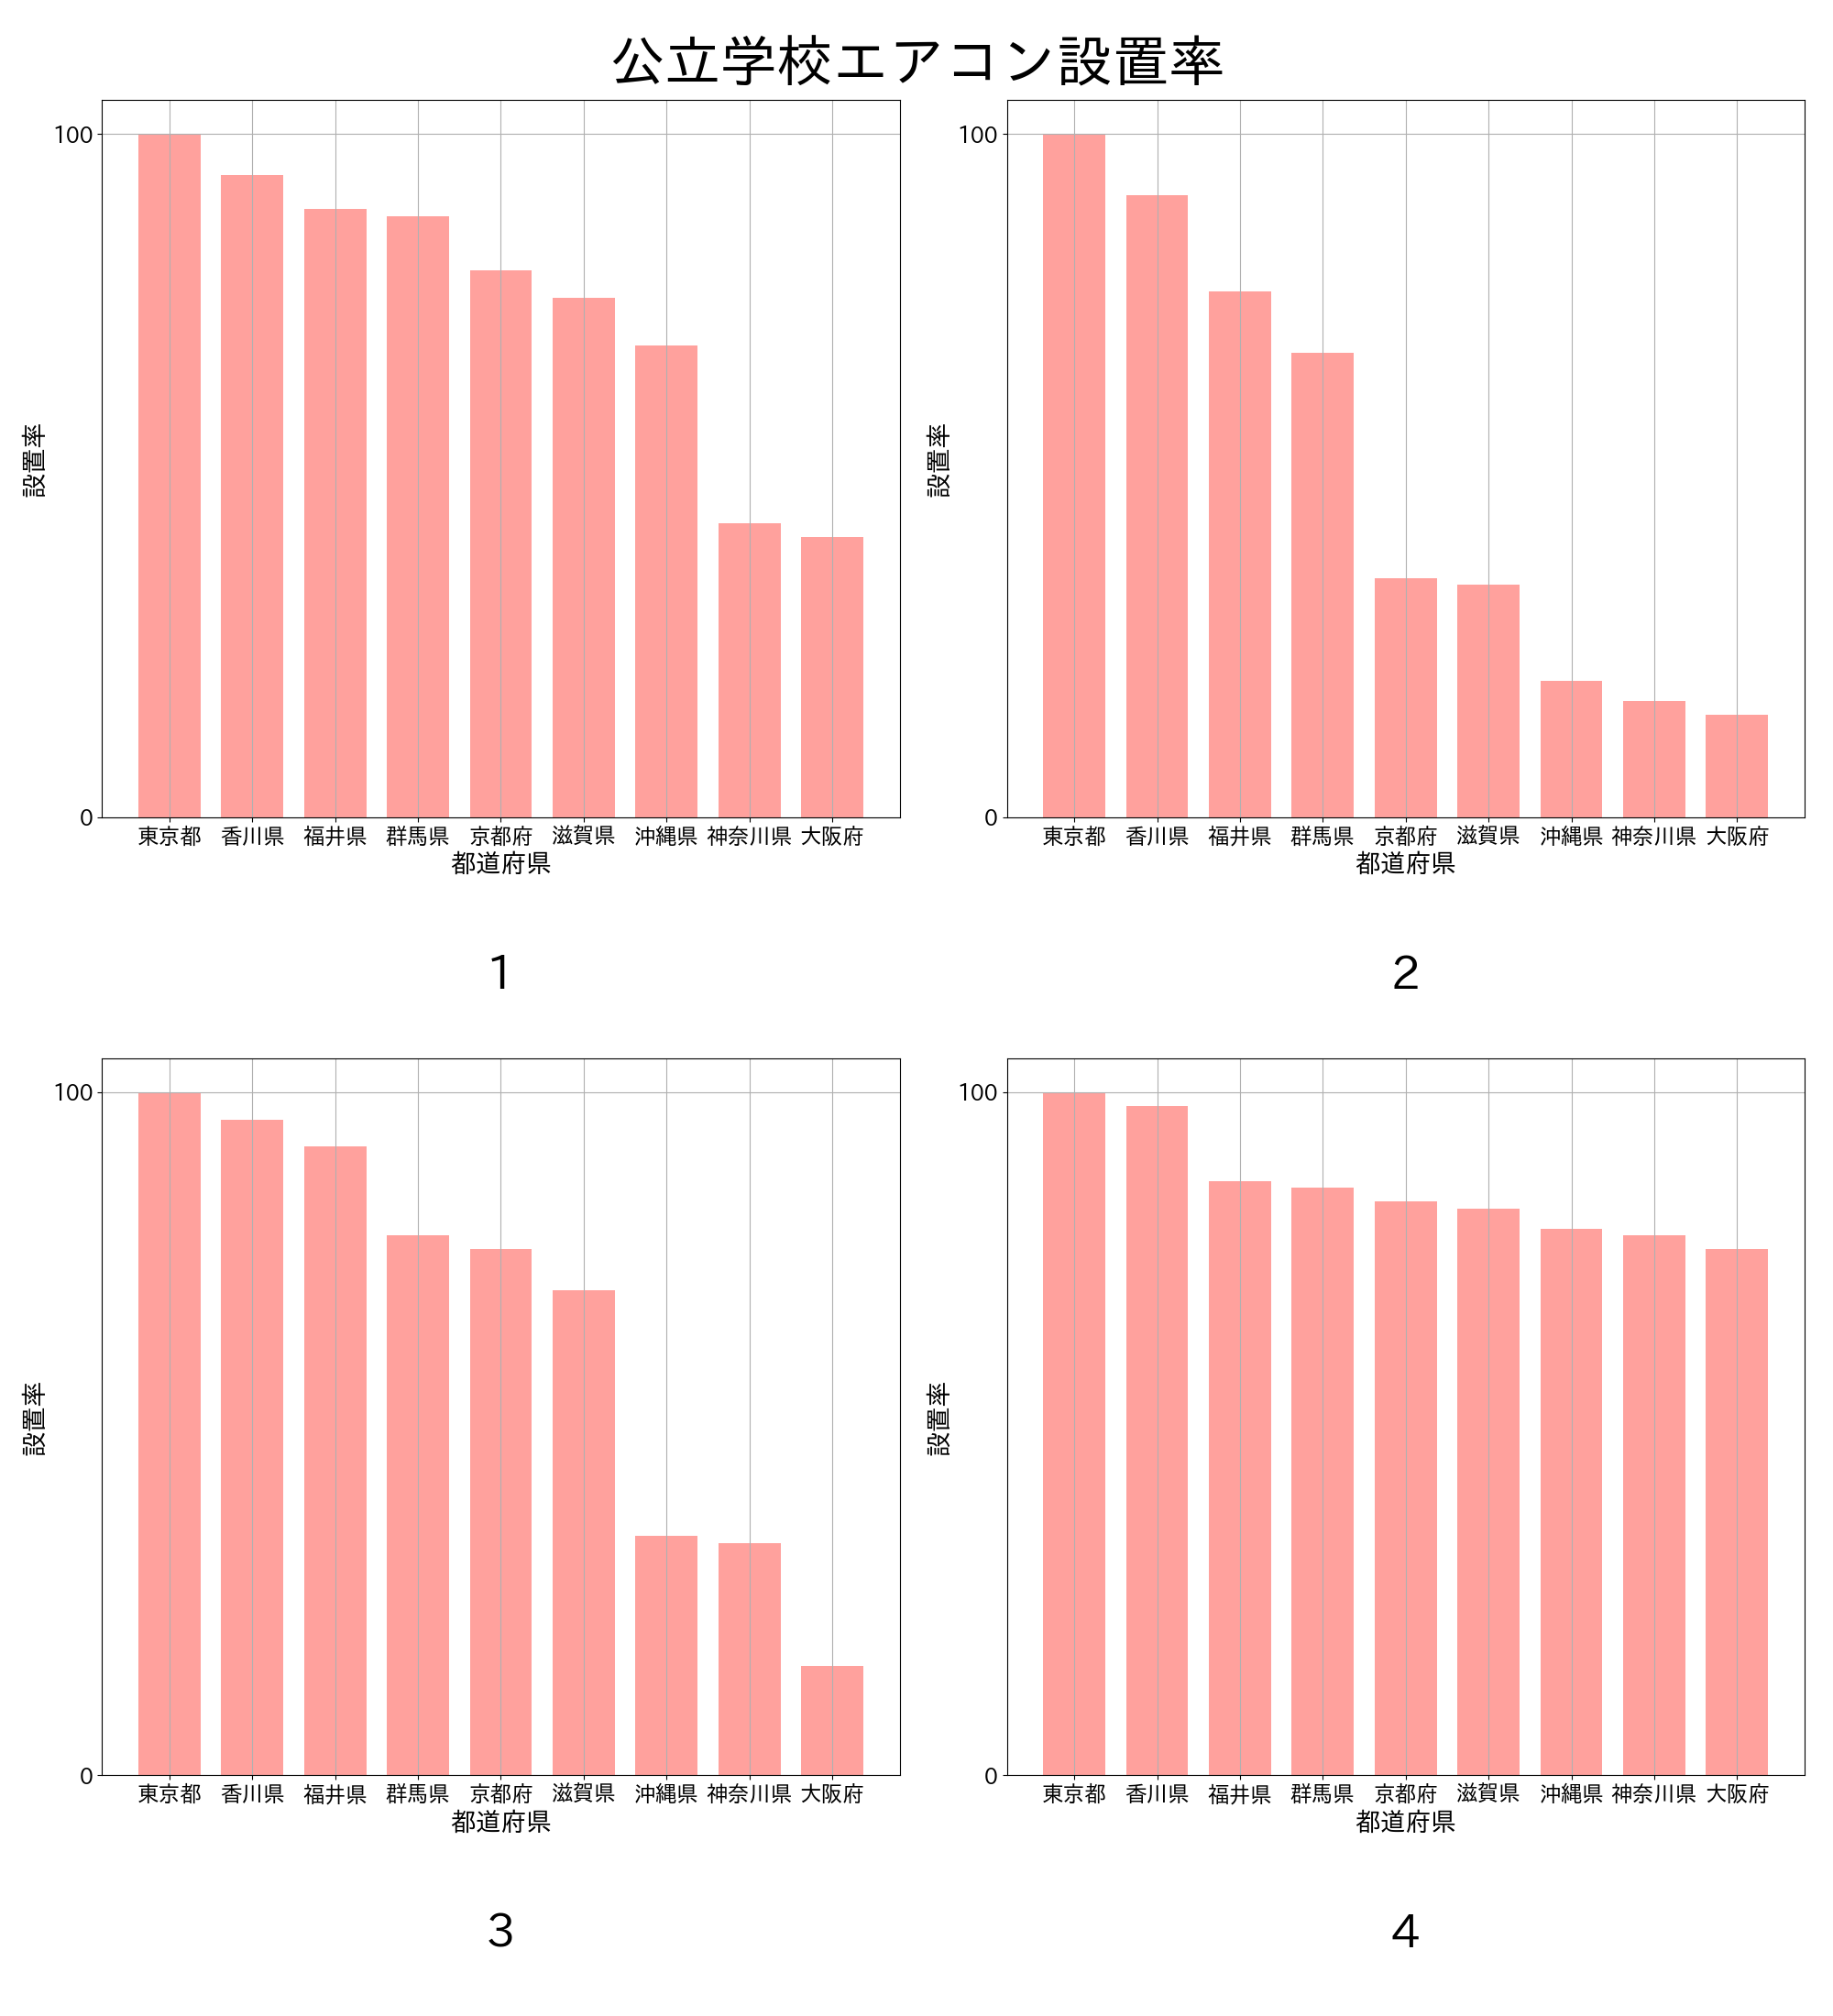 公立学校エアコン設置率
100
0
設置率
東京都 香川県 福井県 群馬県 京都府 滋賀県 沖縄県 神奈川県 大阪府
都道府県
1
100
0
設置率
東京都 香川県 福井県 群馬県 京都府 滋賀県 沖縄県 神奈川県 大阪府
都道府県
2
100
0
設置率
東京都 香川県 福井県 群馬県 京都府 滋賀県 沖縄県 神奈川県 大阪府
都道府県
3
100
0
設置率
東京都 香川県 福井県 群馬県 京都府 滋賀県 沖縄県 神奈川県 大阪府
都道府県
4